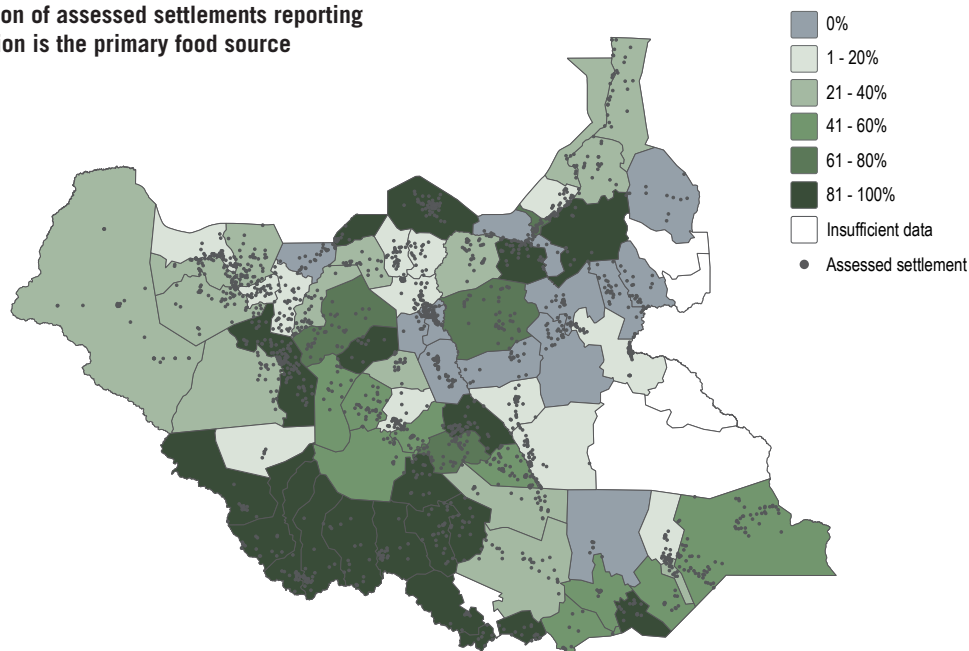 on of assessed settlements reporting
ion is the primary food source
0%
1 - 20%
21 - 40%
41 - 60%
61 - 80%
81 - 100%
Insufficient data
Assessed settlement